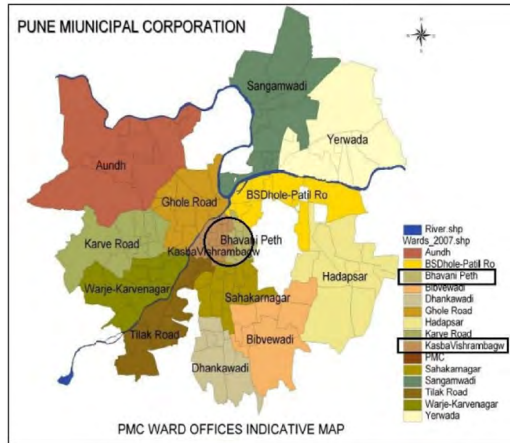 PUNE MIUNICIPAL CORPORATION
Sangamwadi
Yerwada
Aundh
Ghole Road
BSDhole-Patil Ro
Karve Road
Bhavani Peth
KasbaVishrambagw
Hadapsar
Warje-Karvenagar
Sahakarnagar
Tilak Road
Bibvewadi
Dhankawadi
River.shp
Wards_2007.shp
Aundh
BSDhole-Patil Ro
Bhavani Peth
Bibvewadi
Dhankawadi
Ghole Road
Hadapsar
Karve Road
KasbaVishrambagw
PMC
Sahakarnagar
Sangamwadi
Tilak Road
Warje-Karvenagar
Yerwada
PMC WARD OFFICES INDICATIVE MAP